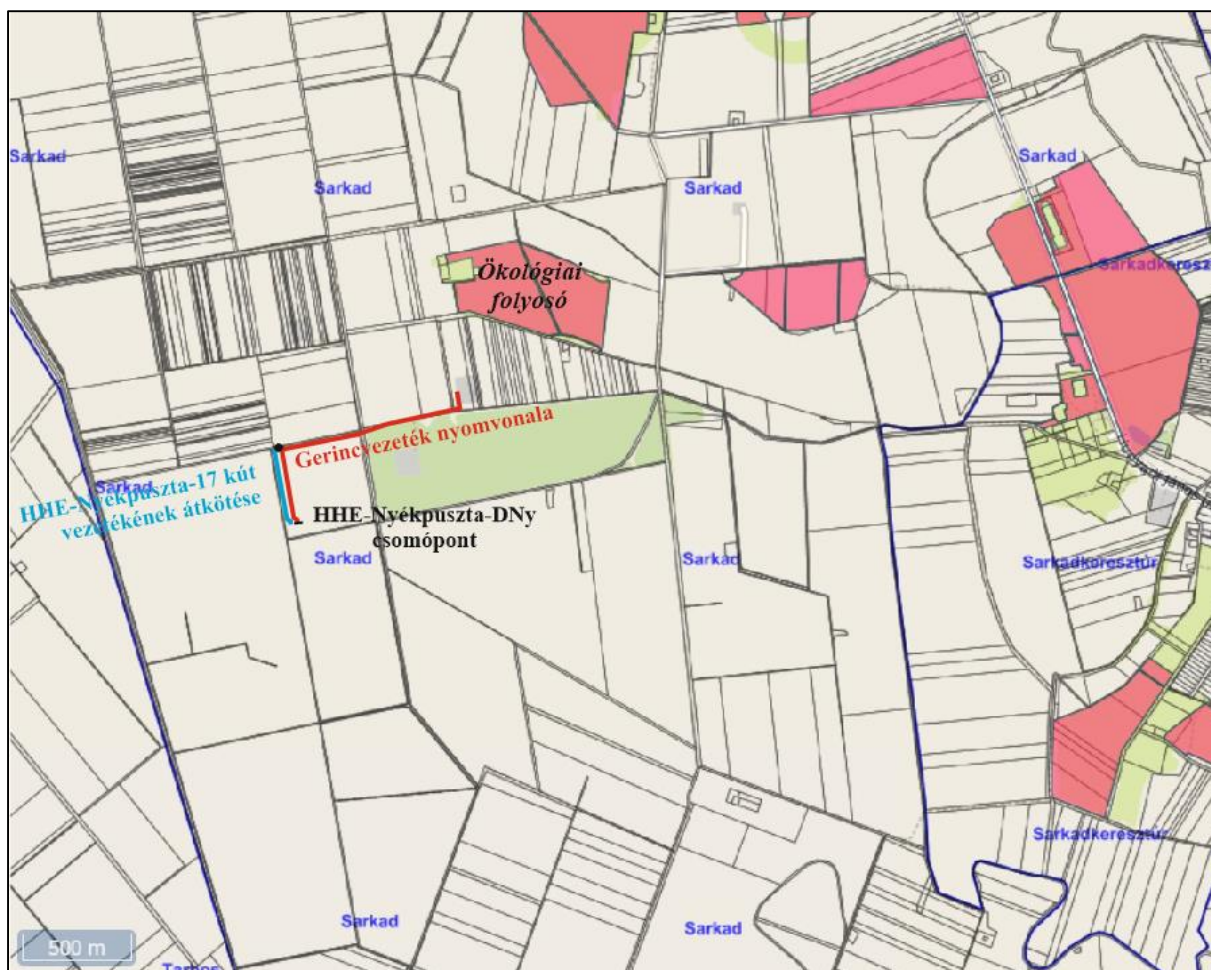 Sarkad
Sarkad
Sarkad
Sarkad
Sarkadkereszt
Ökológiai
folyosó
Gerincvezeték nyomvonala
Sarkad
HHE-Nyékpuszta-17 kút
vezetékének átkötése
HHE-Nyékpuszta-DNy
csomópont
Sarkad
Sarkad
Sarkadkeresztúr
Sarkadkeresztúr
Sarkad
Sarkad
500 m